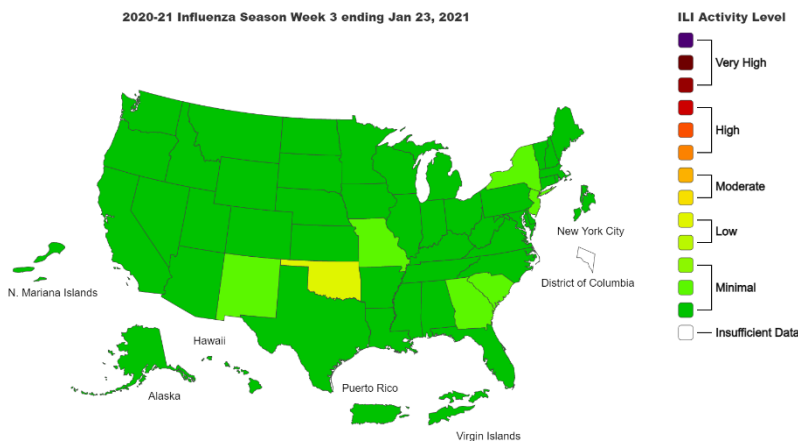 2020-21 Influenza Season Week 3 ending Jan 23, 2021
ILI Activity Level
Very High
High
Moderate
Low
Minimal
Insufficient Data
New York City
District of Columbia
N. Mariana Islands
Hawaii
Alaska
Puerto Rico
Virgin Islands